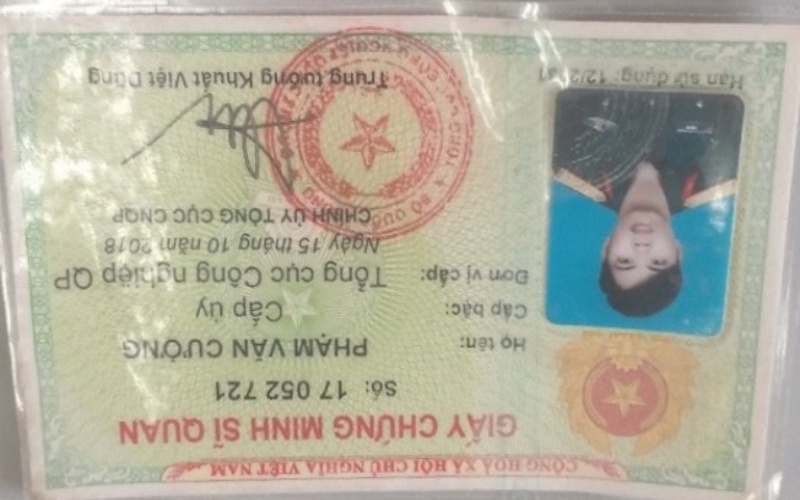 CỘNG HOÀ XÃ HỘI CHỦ NGHĨA VIỆT NAM
GIẤY CHỨNG MINH SĨ QUAN
Số: 17 052 721
Họ tên: PHẠM VĂN CƯỜNG
Cấp bậc: Cấp úy
Đơn vị cấp: Tổng cục Công nghiệp QP
Ngày 15 tháng 10 năm 2018
CHÍNH ỦY TỔNG CỤC CNQP
Trung tướng Khuất Việt Dũng
Hạn sử dụng: 12/2031